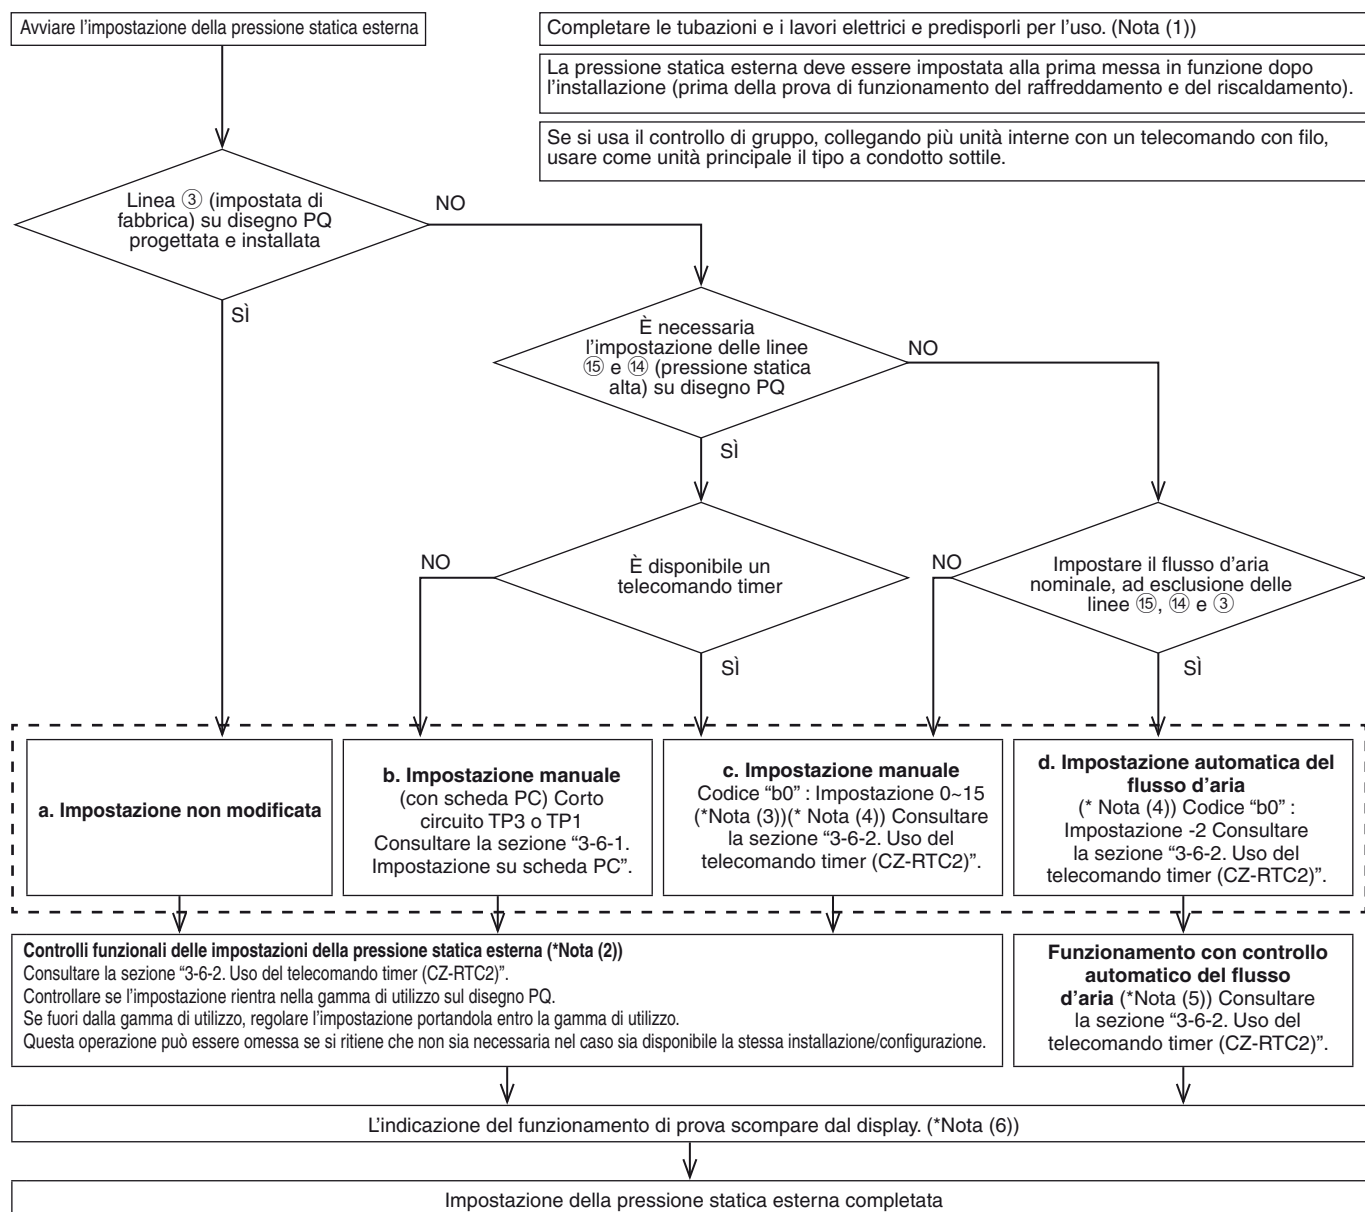 Avviare l'impostazione della pressione statica esterna
Completare le tubazioni e i lavori elettrici e predisporli per l'uso. (Nota (1))
La pressione statica esterna deve essere impostata alla prima messa in funzione dopo
l'installazione (prima della prova di funzionamento del raffreddamento e del riscaldamento).
Se si usa il controllo di gruppo, collegando più unità interne con un telecomando con filo,
usare come unità principale il tipo a condotto sottile.
Linea ③ (impostata di
fabbrica) su disegno PQ
progettata e installata
NO
SÌ
È necessaria
l'impostazione delle linee
⑮ e ⑭ (pressione statica
alta) su disegno PQ
NO
SÌ
È disponibile un
telecomando timer
NO
SÌ
Impostare il flusso d'aria
nominale, ad esclusione delle
linee ⑮, ⑭ e ③
NO
SÌ
a. Impostazione non modificata
b. Impostazione manuale
(con scheda PC) Corto
circuito TP3 o TP1
Consultare la sezione “3-6-1.
Impostazione su scheda PC”.
c. Impostazione manuale
Codice “b0” : Impostazione 0~15
(*Nota (3))(* Nota (4)) Consultare
la sezione “3-6-2. Uso del
telecomando timer (CZ-RTC2)”.
d. Impostazione automatica del
flusso d'aria
(* Nota (4)) Codice “b0” :
Impostazione -2 Consultare
la sezione “3-6-2. Uso del
telecomando timer (CZ-RTC2)”.
Controlli funzionali delle impostazioni della pressione statica esterna (*Nota (2))
Consultare la sezione “3-6-2. Uso del telecomando timer (CZ-RTC2)”.
Controllare se l'impostazione rientra nella gamma di utilizzo sul disegno PQ.
Se fuori dalla gamma di utilizzo, regolare l'impostazione portandola entro la gamma di utilizzo.
Questa operazione può essere omessa se si ritiene che non sia necessaria nel caso sia disponibile la stessa installazione/configurazione.
Funzionamento con controllo
automatico del flusso
d'aria (*Nota (5)) Consultare
la sezione “3-6-2. Uso del
telecomando timer (CZ-RTC2)”.
L'indicazione del funzionamento di prova scompare dal display. (*Nota (6))
Impostazione della pressione statica esterna completata